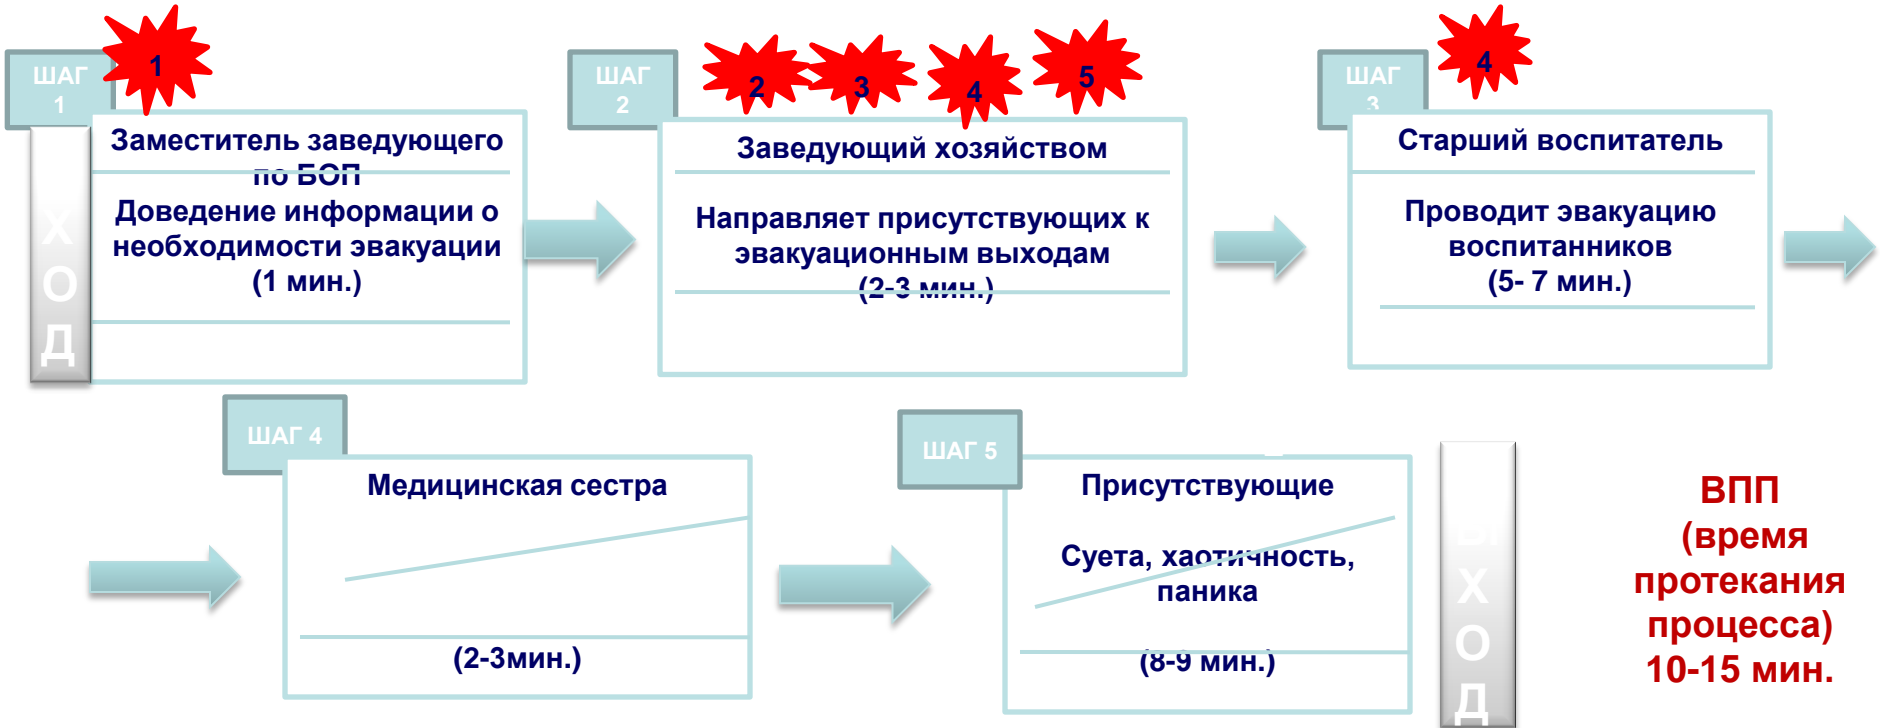 ШАГ
1
1
Заместитель заведующего
по БОП
Доведение информации о
необходимости эвакуации
(1 мин.)
Х
О
Д
ШАГ
2
2
3
4
5
Заведующий хозяйством
Направляет присутствующих к
эвакуационным выходам
(2-3 мин.)
ШАГ
3
4
Старший воспитатель
Проводит эвакуацию
воспитанников
(5- 7 мин.)
ШАГ 4
Медицинская сестра
(2-3мин.)
ШАГ 5
Присутствующие
Суета, хаотичность,
паника
(8-9 мин.)
Ы
Х
О
Д
ВПП
(время
протекания
процесса)
10-15 мин.